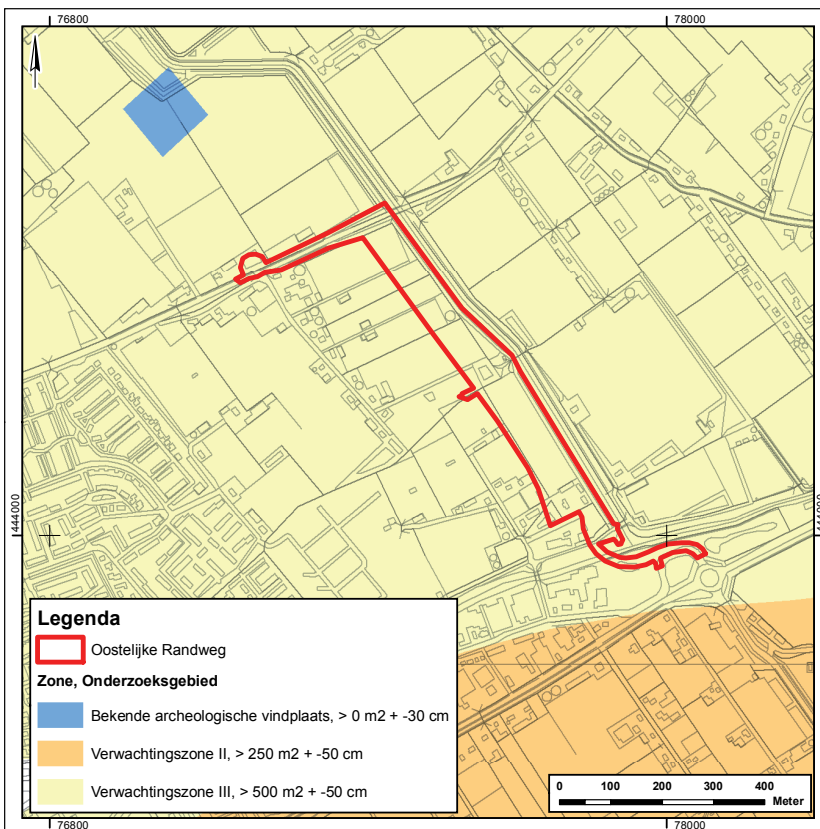 76800
78000
444000
444000
Legenda
Oostelijke Randweg
Zone, Onderzoeksgebied
Bekende archeologische vindplaats, > 0 m2 + -30 cm
Verwachtingszone II, > 250 m2 + -50 cm
Verwachtingszone III, > 500 m2 + -50 cm
0 100 200 300 400
Meter
76800
78000